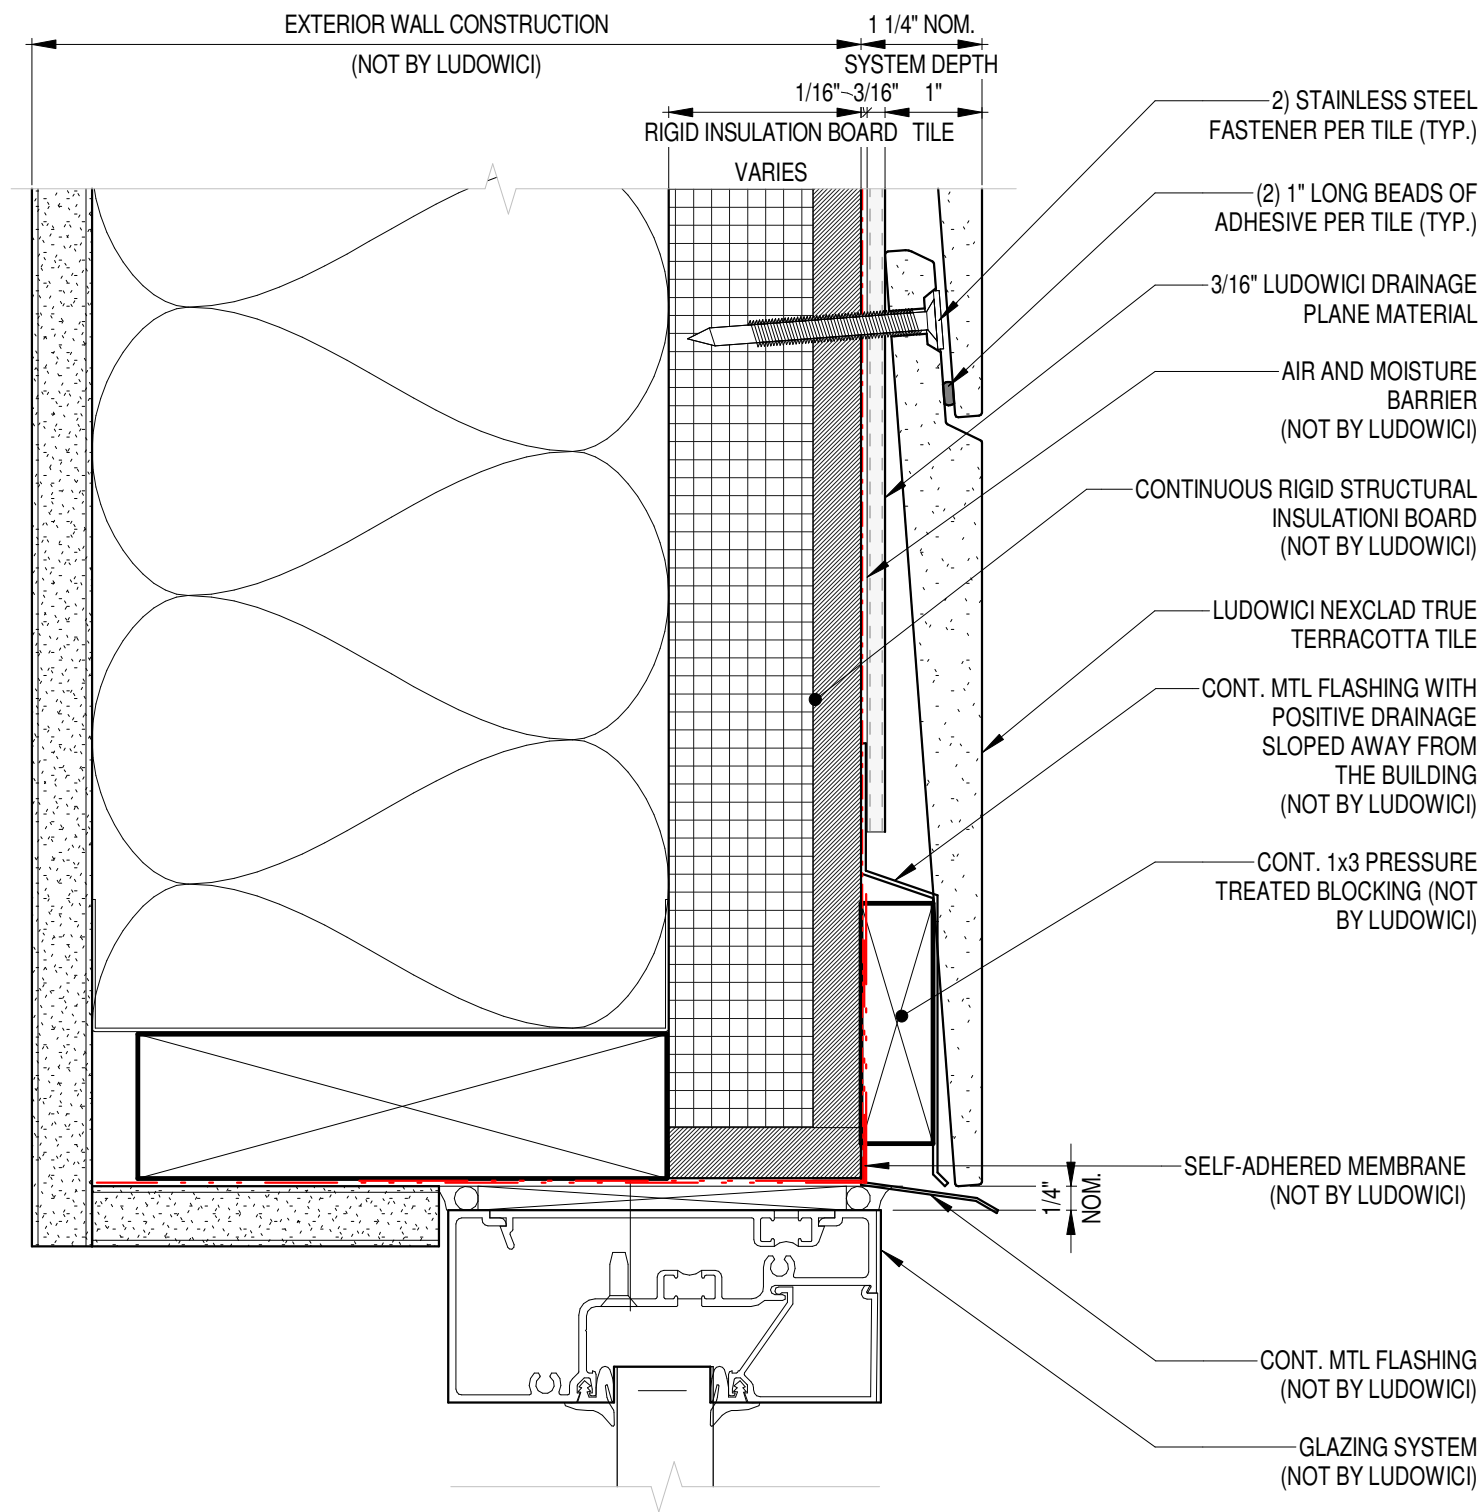 EXTERIOR WALL CONSTRUCTION
(NOT BY LUDOWICI)
1 1/4" NOM.
SYSTEM DEPTH
1/16"
3/16"
1"
RIGID INSULATION BOARD
TILE
VARIES
2) STAINLESS STEEL
FASTENER PER TILE (TYP.)
(2) 1" LONG BEADS OF
ADHESIVE PER TILE (TYP.)
3/16" LUDOWICI DRAINAGE
PLANE MATERIAL
AIR AND MOISTURE
BARRIER
(NOT BY LUDOWICI)
CONTINUOUS RIGID STRUCTURAL
INSULATIONI BOARD
(NOT BY LUDOWICI)
LUDOWICI NEXCLAD TRUE
TERRACOTTA TILE
CONT. MTL FLASHING WITH
POSITIVE DRAINAGE
SLOPED AWAY FROM
THE BUILDING
(NOT BY LUDOWICI)
CONT. 1x3 PRESSURE
TREATED BLOCKING (NOT
BY LUDOWICI)
SELF-ADHERED MEMBRANE
(NOT BY LUDOWICI)
1/4"
NOM.
CONT. MTL FLASHING
(NOT BY LUDOWICI)
GLAZING SYSTEM
(NOT BY LUDOWICI)